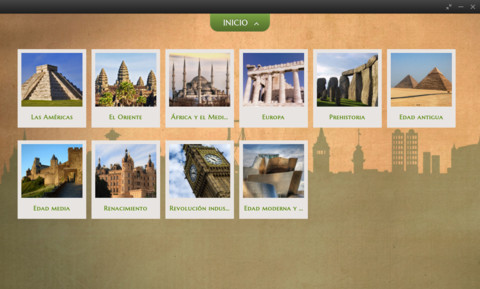 INICIO
Las Américas
El Oriente
África y el Medi...
Europa
Prehistoria
Edad antigua
Edad media
Renacimiento
Revolución indus...
Edad moderna y ...